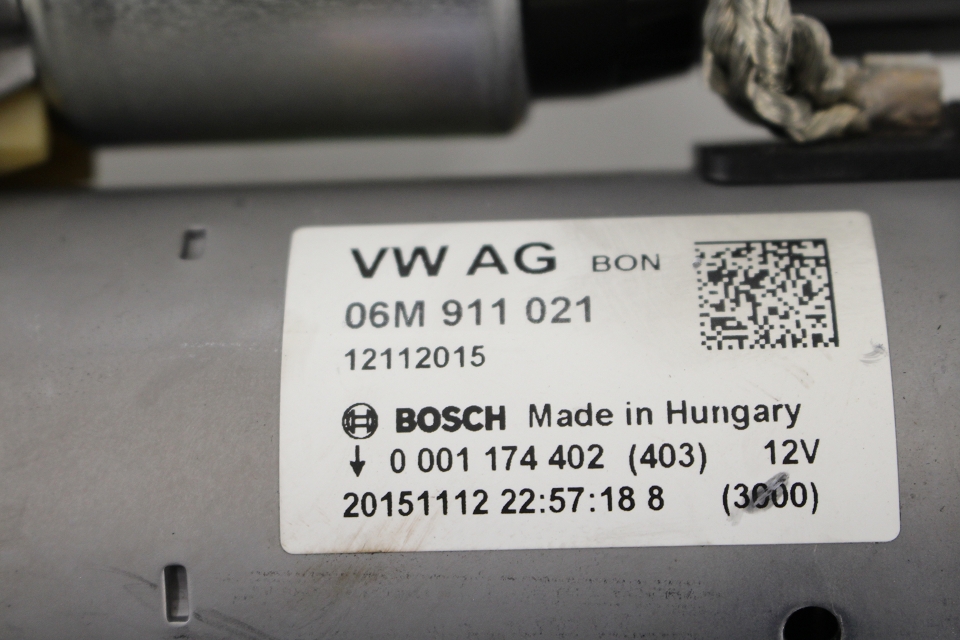 VW AG BON
06M 911 021
12112015
BOSCH Made in Hungary
↓ 0 001 174 402 (403) 12V
20151112 22:57:18 8 (3000)